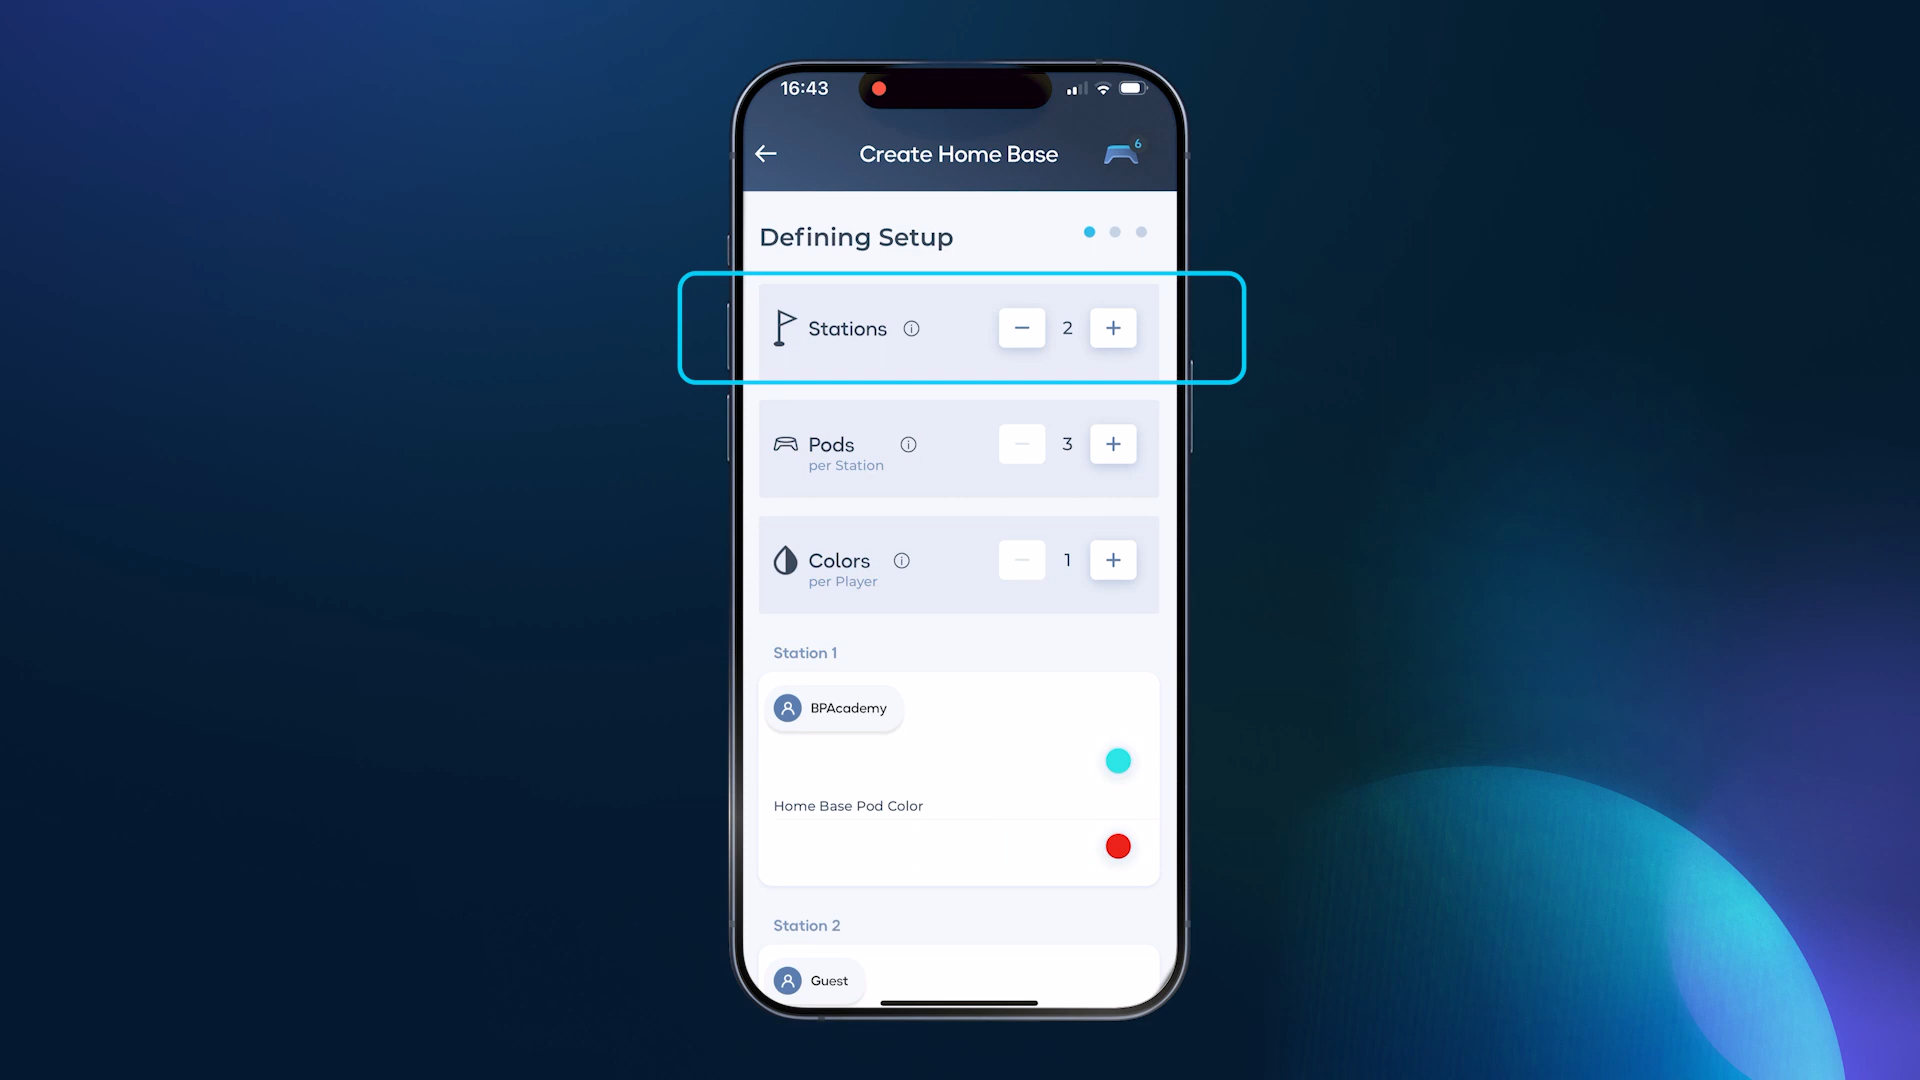 16:43
Create Home Base
6
Defining Setup
Stations
2
Pods
per Station
3
Colors
per Player
1
Station 1
BPAcademy
Home Base Pod Color
Station 2
Guest